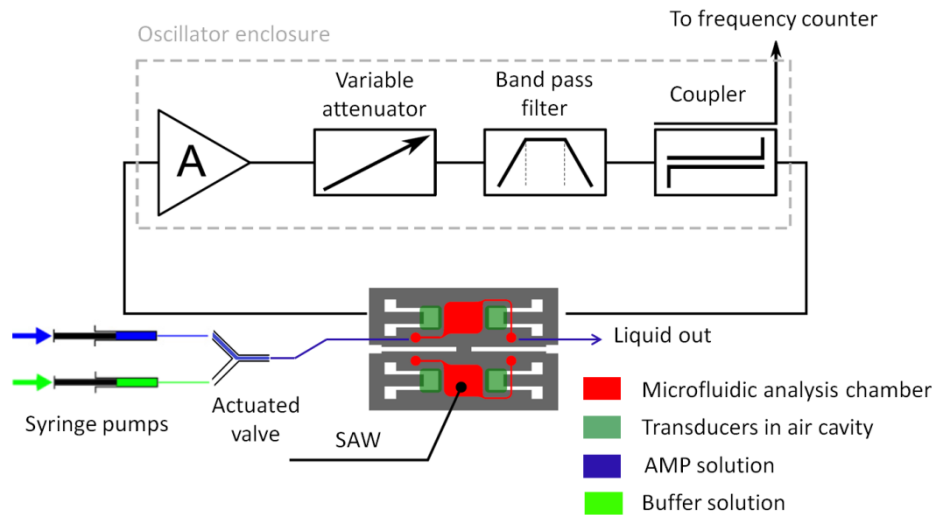 To frequency counter
Oscillator enclosure
Variable
attenuator
Band pass
filter
Coupler
A
Liquid out
Syringe pumps
Actuated
valve
SAW
Microfluidic analysis chamber
Transducers in air cavity
AMP solution
Buffer solution